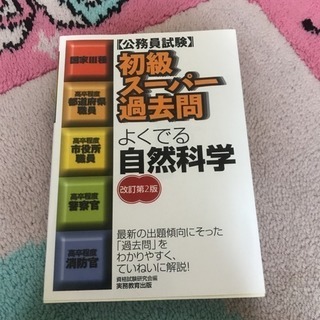 【公務員試験】
初級
スーパー
過去問
よくでる
自然科学
改訂第2版
国家Ⅲ種
高卒程度
都道府県
職員
高卒程度
市役所
職員
高卒程度
警察官
高卒程度
消防官
最新の出題傾向にそった
「過去問」を
わかりやすく、
ていねいに解説!
資格試験研究会編
実務教育出版